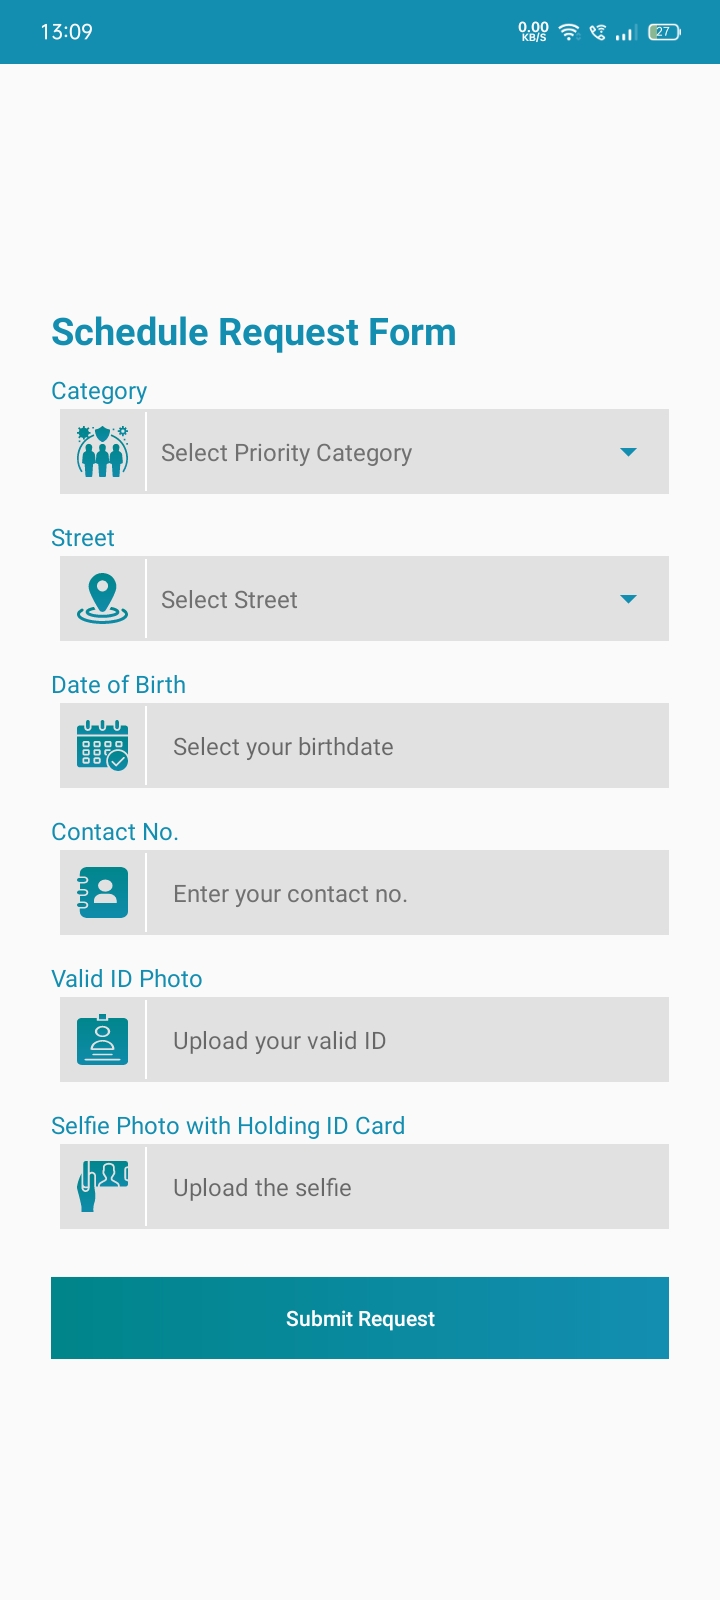 13:09
0.00
KB/S
27
Schedule Request Form
Category
Select Priority Category
Street
Select Street
Date of Birth
Select your birthdate
Contact No.
Enter your contact no.
Valid ID Photo
Upload your valid ID
Selfie Photo with Holding ID Card
Upload the selfie
Submit Request